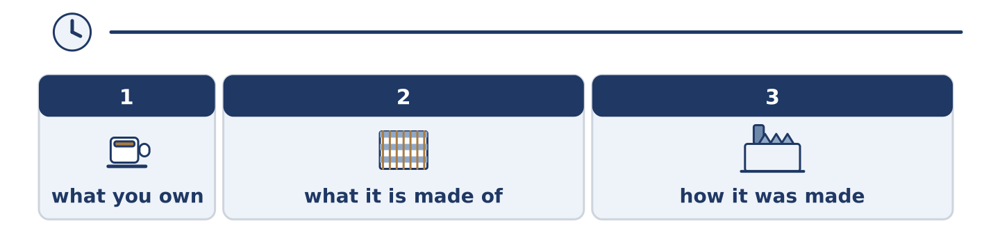 1
2
3
what you own
what it is made of
how it was made